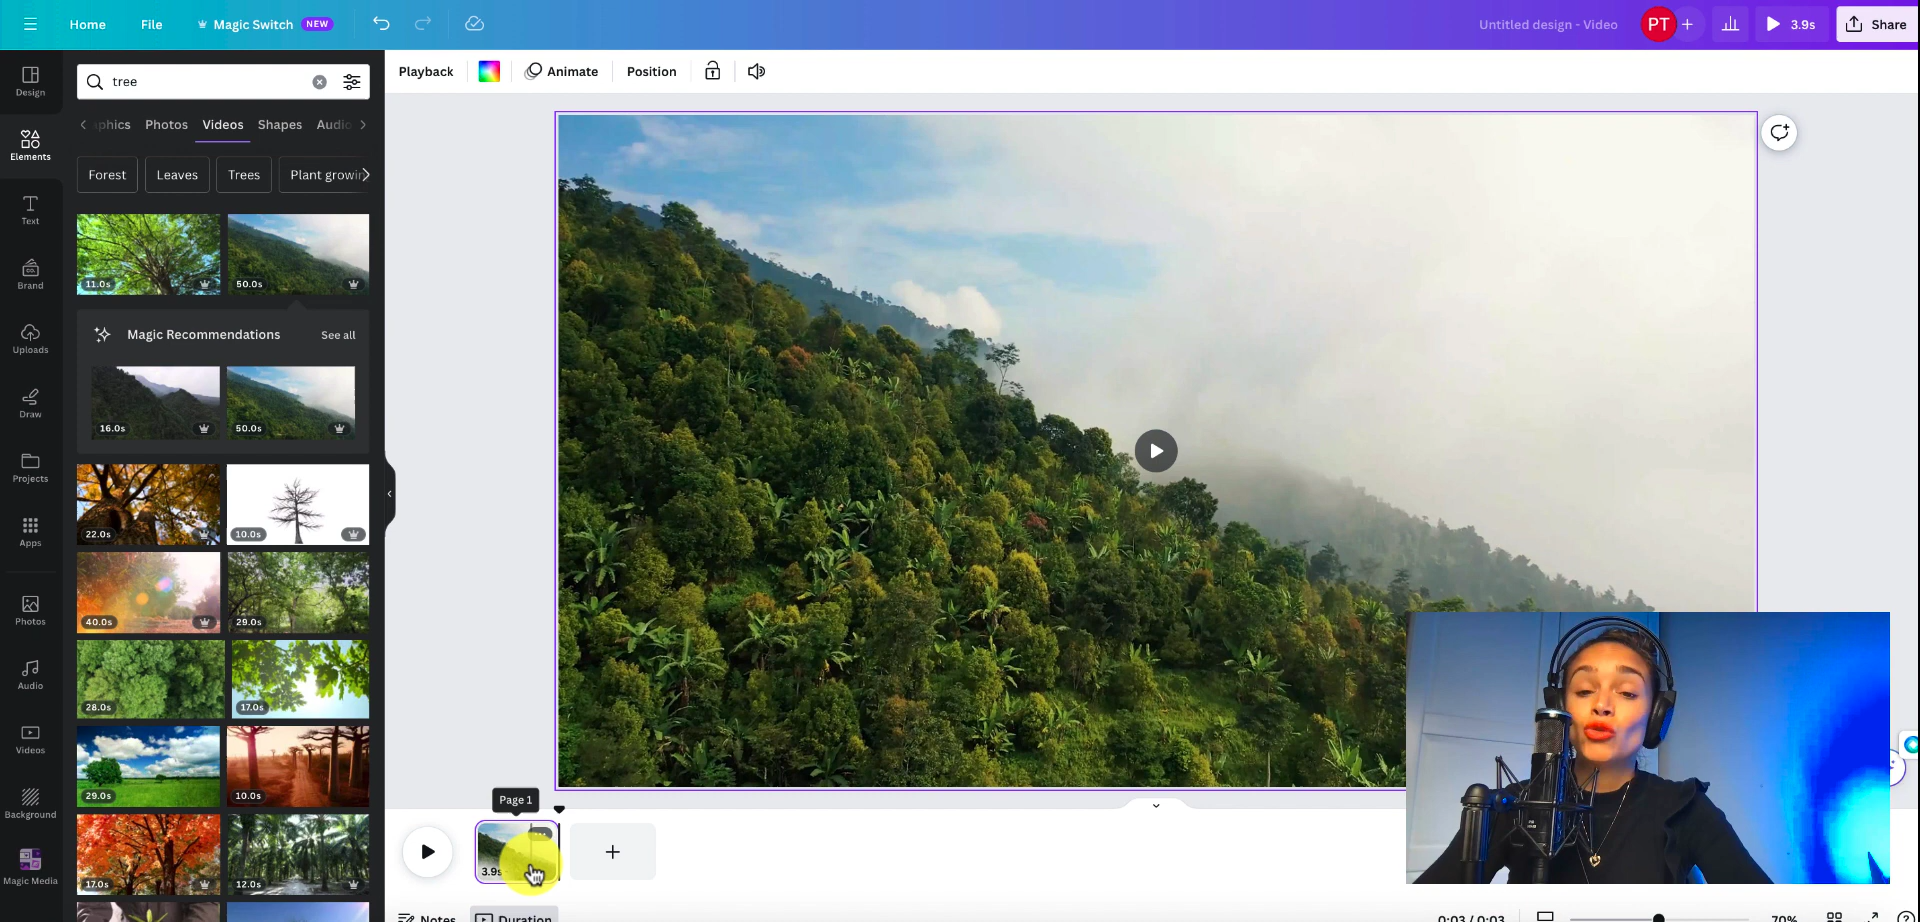 Home File Magic Switch NEW Untitled design - Video PT 3.9s Share
Playback Animate Position
Design
Elements
Text
Brand
Uploads
Draw
Projects
Apps
Photos
Audio
Videos
Background
Magic Media
tree
phics Photos Videos Shapes Audio
Forest Leaves Trees Plant growin
11.0s 50.0s
Magic Recommendations See all
16.0s 50.0s
22.0s 10.0s
40.0s 29.0s
28.0s 17.0s
29.0s 10.0s
17.0s 12.0s
Page 1
3.9s
Notes Duration 0:03 / 0:03 70%